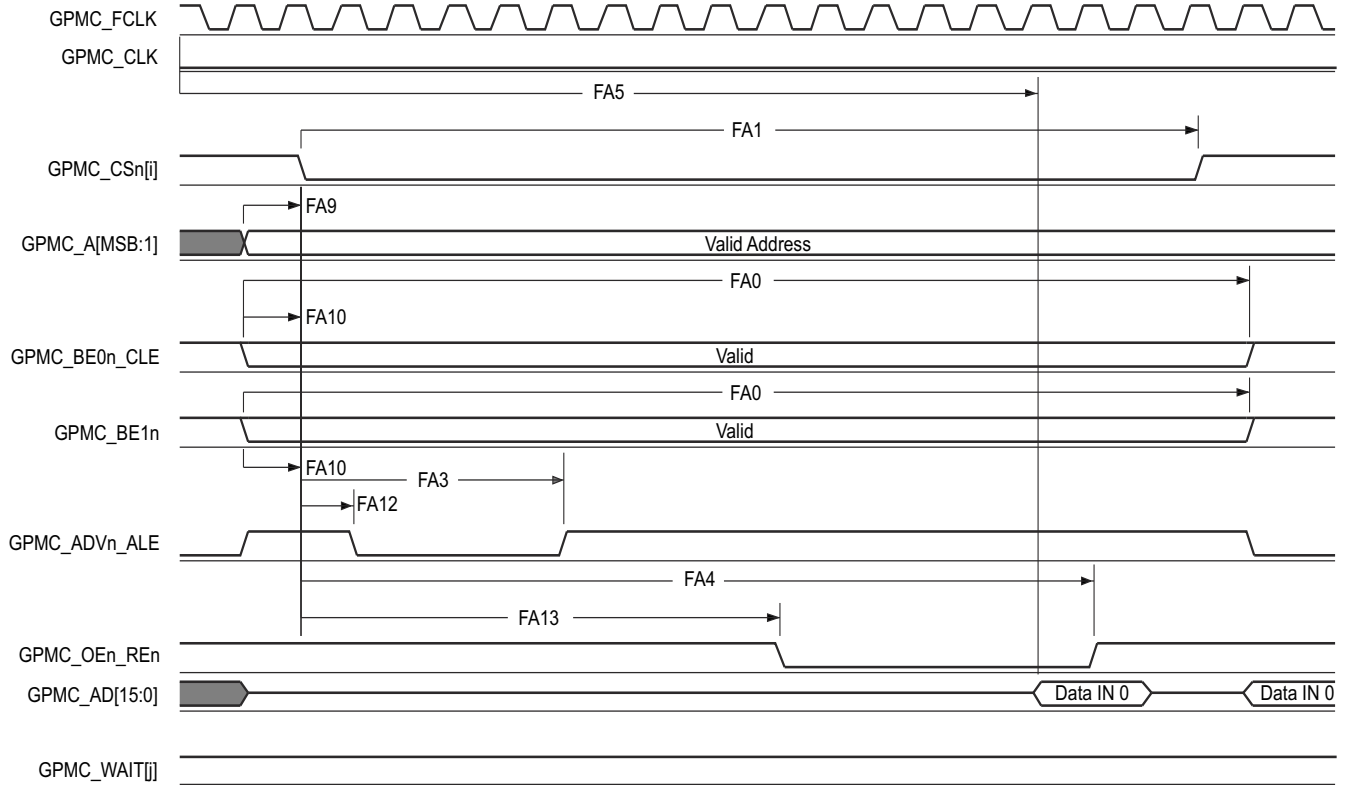 GPMC_FCLK
GPMC_CLK
FA5
FA1
GPMC_CSn[i]
FA9
GPMC_A[MSB:1]
Valid Address
FA0
FA10
GPMC_BE0n_CLE
Valid
FA0
GPMC_BE1n
Valid
FA10
FA3
FA12
GPMC_ADVn_ALE
FA4
FA13
GPMC_OEn_REn
GPMC_AD[15:0]
Data IN 0
Data IN 0
GPMC_WAIT[j]